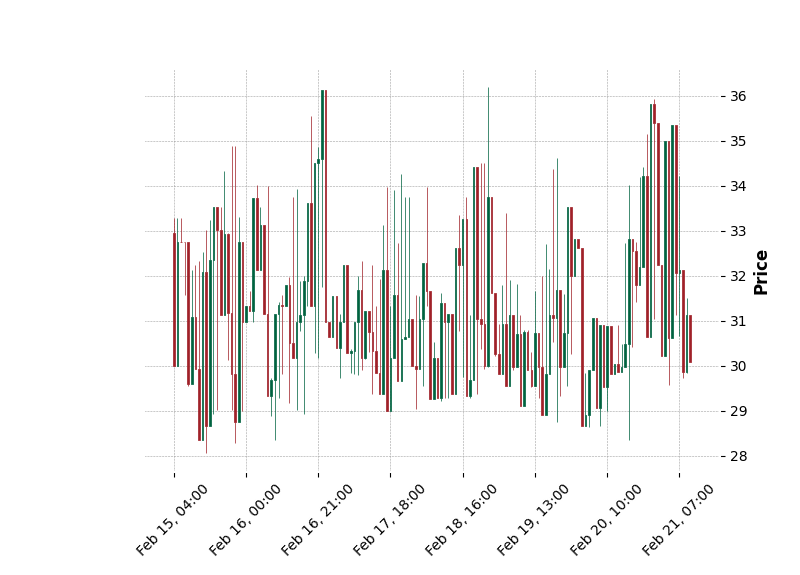 36
35
34
33
32
31
30
29
28
Price
Feb 15, 04:00
Feb 16, 00:00
Feb 16, 21:00
Feb 17, 18:00
Feb 18, 16:00
Feb 19, 13:00
Feb 20, 10:00
Feb 21, 07:00